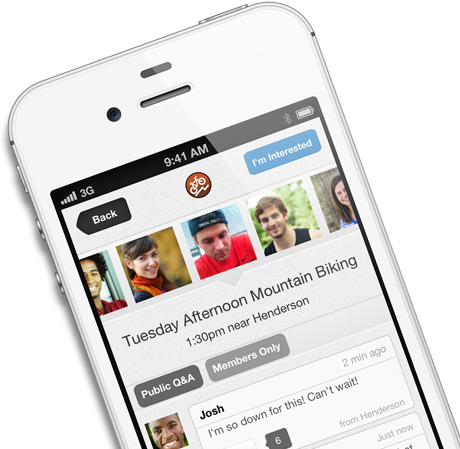 3G
9:41 AM
Back
I'm Interested
Tuesday Afternoon Mountain Biking
1:30pm near Henderson
Public Q&A
Members Only
Josh
2 min ago
I'm so down for this! Can't wait!
6
from Henderson
Just now